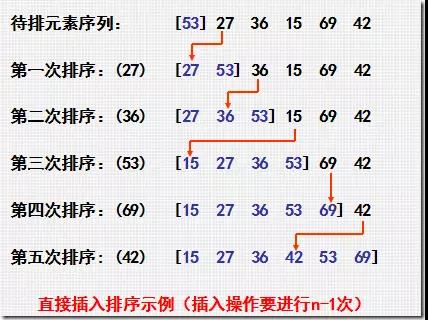 待排元素序列： [53] 27 36 15 69 42
第一次排序：(27) [27 53] 36 15 69 42
第二次排序：(36) [27 36 53] 15 69 42
第三次排序：(53) [15 27 36 53] 69 42
第四次排序：(69) [15 27 36 53 69] 42
第五次排序：(42) [15 27 36 42 53 69]
直接插入排序示例（插入操作要进行n-1次）